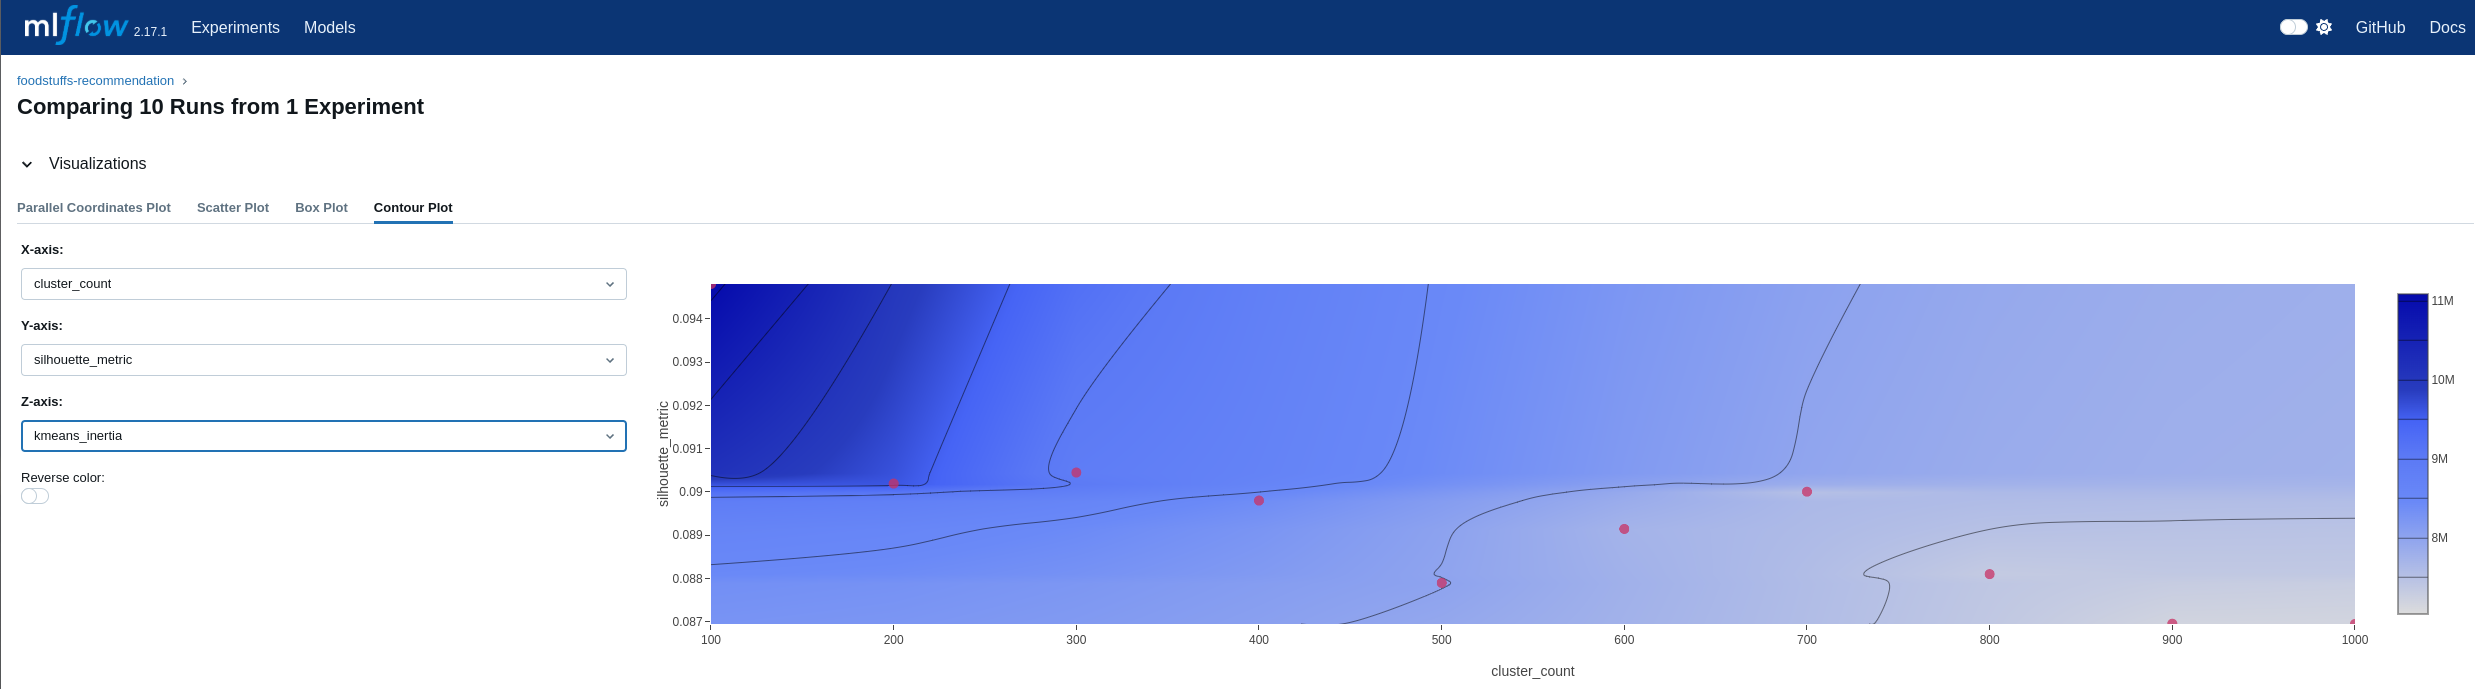 mlflow 2.17.1 Experiments Models GitHub Docs
foodstuffs-recommendation ›
Comparing 10 Runs from 1 Experiment
Visualizations
Parallel Coordinates Plot Scatter Plot Box Plot Contour Plot
X-axis:
cluster_count
Y-axis:
silhouette_metric
Z-axis:
kmeans_inertia
Reverse color:
silhouette_metric
0.094
0.093
0.092
0.091
0.09
0.089
0.088
0.087
100 200 300 400 500 600 700 800 900 1000
cluster_count
11M
10M
9M
8M